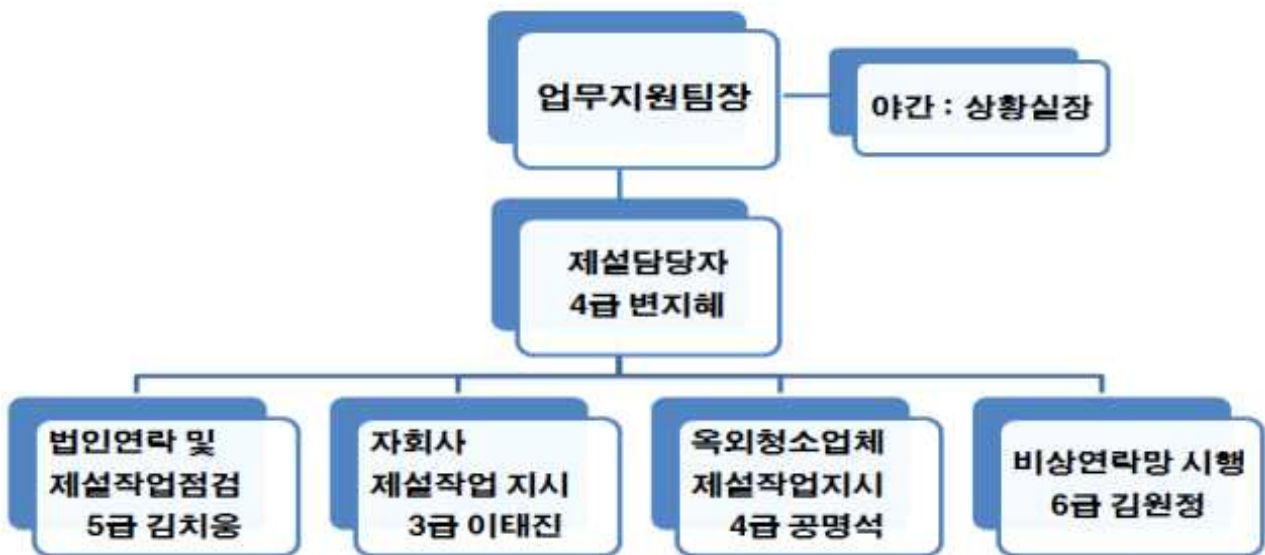 업무지원팀장
야간 : 상황실장
제설담당자
4급 변지혜
법인연락 및
제설작업점검
5급 김치웅
자회사
제설작업 지시
3급 이태진
옥외청소업체
제설작업지시
4급 공명석
비상연락망 시행
6급 김원정